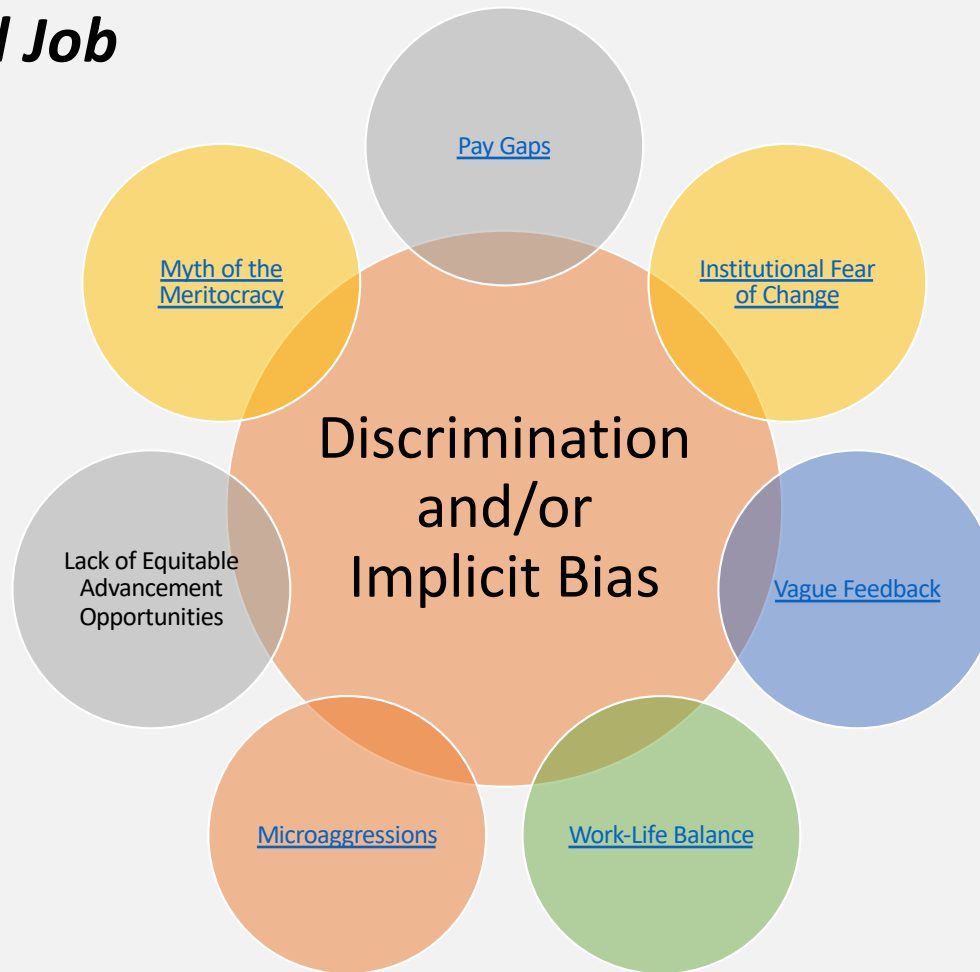 Job
Pay Gaps
Myth of the
Meritocracy
Institutional Fear
of Change
Discrimination
and/or
Implicit Bias
Lack of Equitable
Advancement
Opportunities
Vague Feedback
Microaggressions
Work-Life Balance